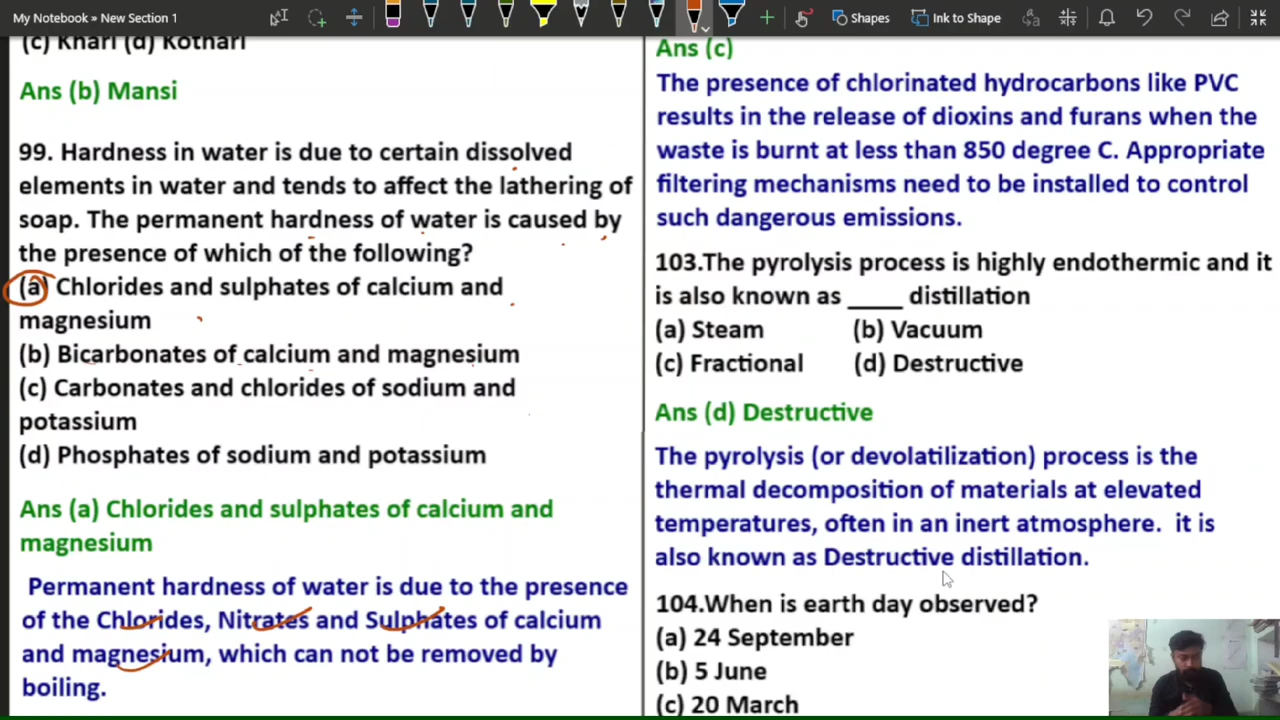 My Notebook » New Section 1
Shapes
Ink to Shape
(c) Khari (d) Kothari
Ans (b) Mansi
99. Hardness in water is due to certain dissolved
elements in water and tends to affect the lathering of
soap. The permanent hardness of water is caused by
the presence of which of the following?
(a) Chlorides and sulphates of calcium and
magnesium
(b) Bicarbonates of calcium and magnesium
(c) Carbonates and chlorides of sodium and
potassium
(d) Phosphates of sodium and potassium
Ans (a) Chlorides and sulphates of calcium and
magnesium
Permanent hardness of water is due to the presence
of the Chlorides, Nitrates and Sulphates of calcium
and magnesium, which can not be removed by
boiling.
Ans (c)
The presence of chlorinated hydrocarbons like PVC
results in the release of dioxins and furans when the
waste is burnt at less than 850 degree C. Appropriate
filtering mechanisms need to be installed to control
such dangerous emissions.
103.The pyrolysis process is highly endothermic and it
is also known as ____ distillation
(a) Steam (b) Vacuum
(c) Fractional (d) Destructive
Ans (d) Destructive
The pyrolysis (or devolatilization) process is the
thermal decomposition of materials at elevated
temperatures, often in an inert atmosphere. it is
also known as Destructive distillation.
104.When is earth day observed?
(a) 24 September
(b) 5 June
(c) 20 March